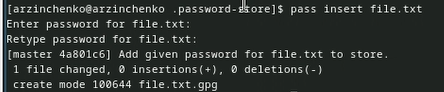 [arzinchenko@arzinchenko .password-store]$ pass insert file.txt
Enter password for file.txt:
Retype password for file.txt:
[master 4a801c6] Add given password for file.txt to store.
1 file changed, 0 insertions(+), 0 deletions(-)
create mode 100644 file.txt.gpg